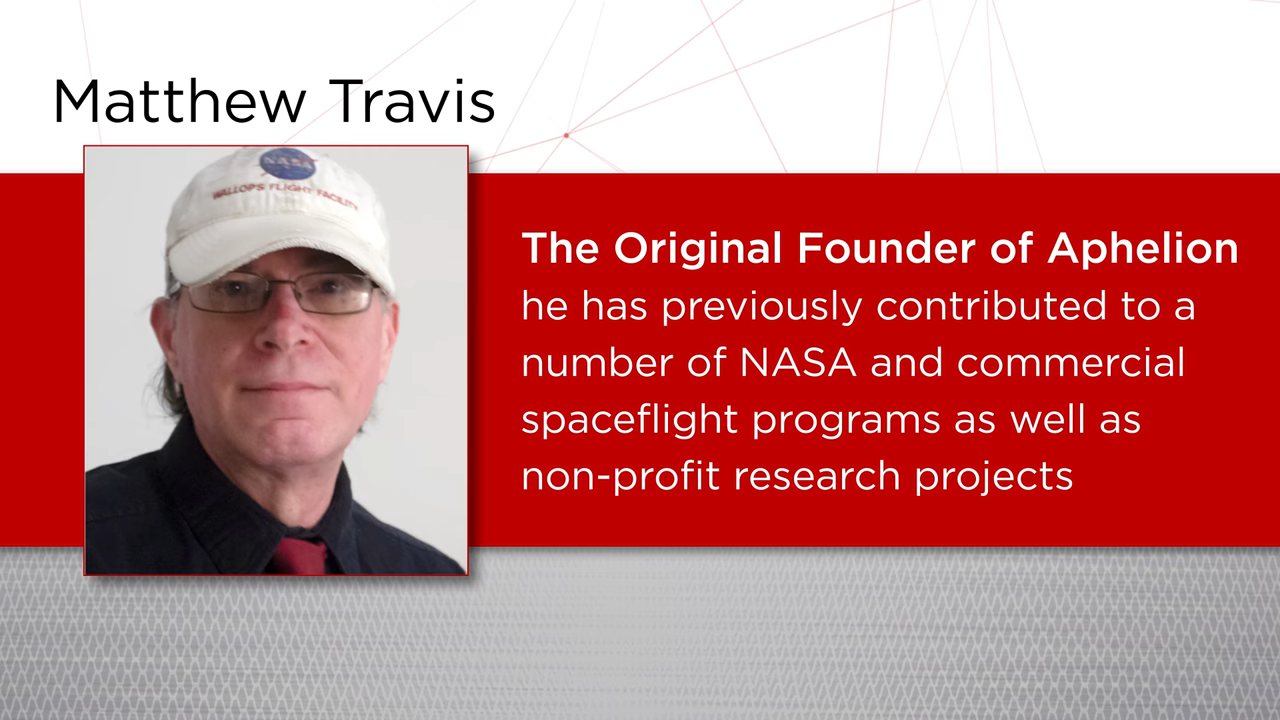 Matthew Travis
NASA
WALLOPS FLIGHT FACILITY
The Original Founder of Aphelion
he has previously contributed to a
number of NASA and commercial
spaceflight programs as well as
non-profit research projects